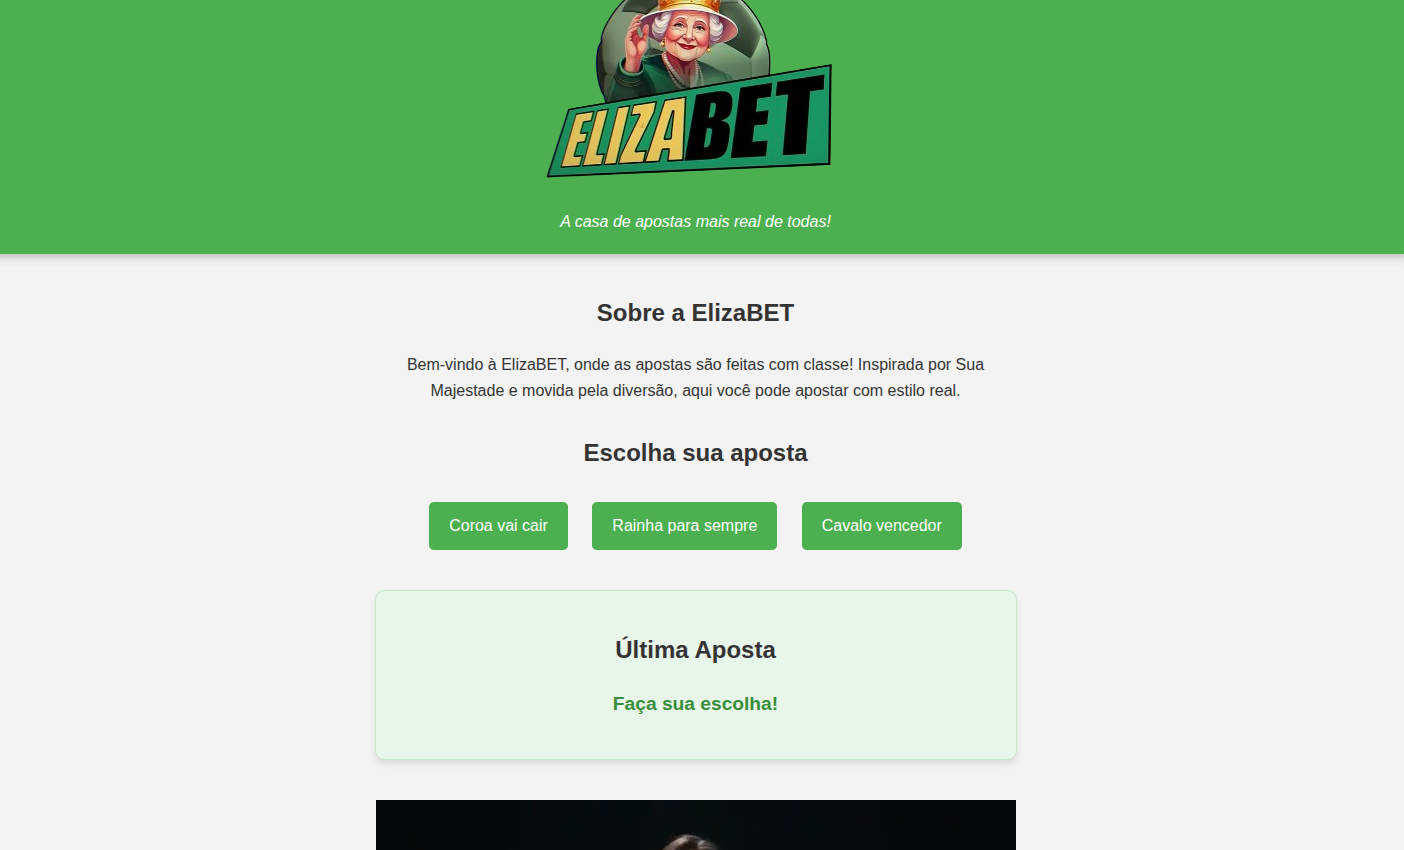 ELIZABET
A casa de apostas mais real de todas!
Sobre a ElizaBET
Bem-vindo à ElizaBET, onde as apostas são feitas com classe! Inspirada por Sua
Majestade e movida pela diversão, aqui você pode apostar com estilo real.
Escolha sua aposta
Coroa vai cair
Rainha para sempre
Cavalo vencedor
Última Aposta
Faça sua escolha!